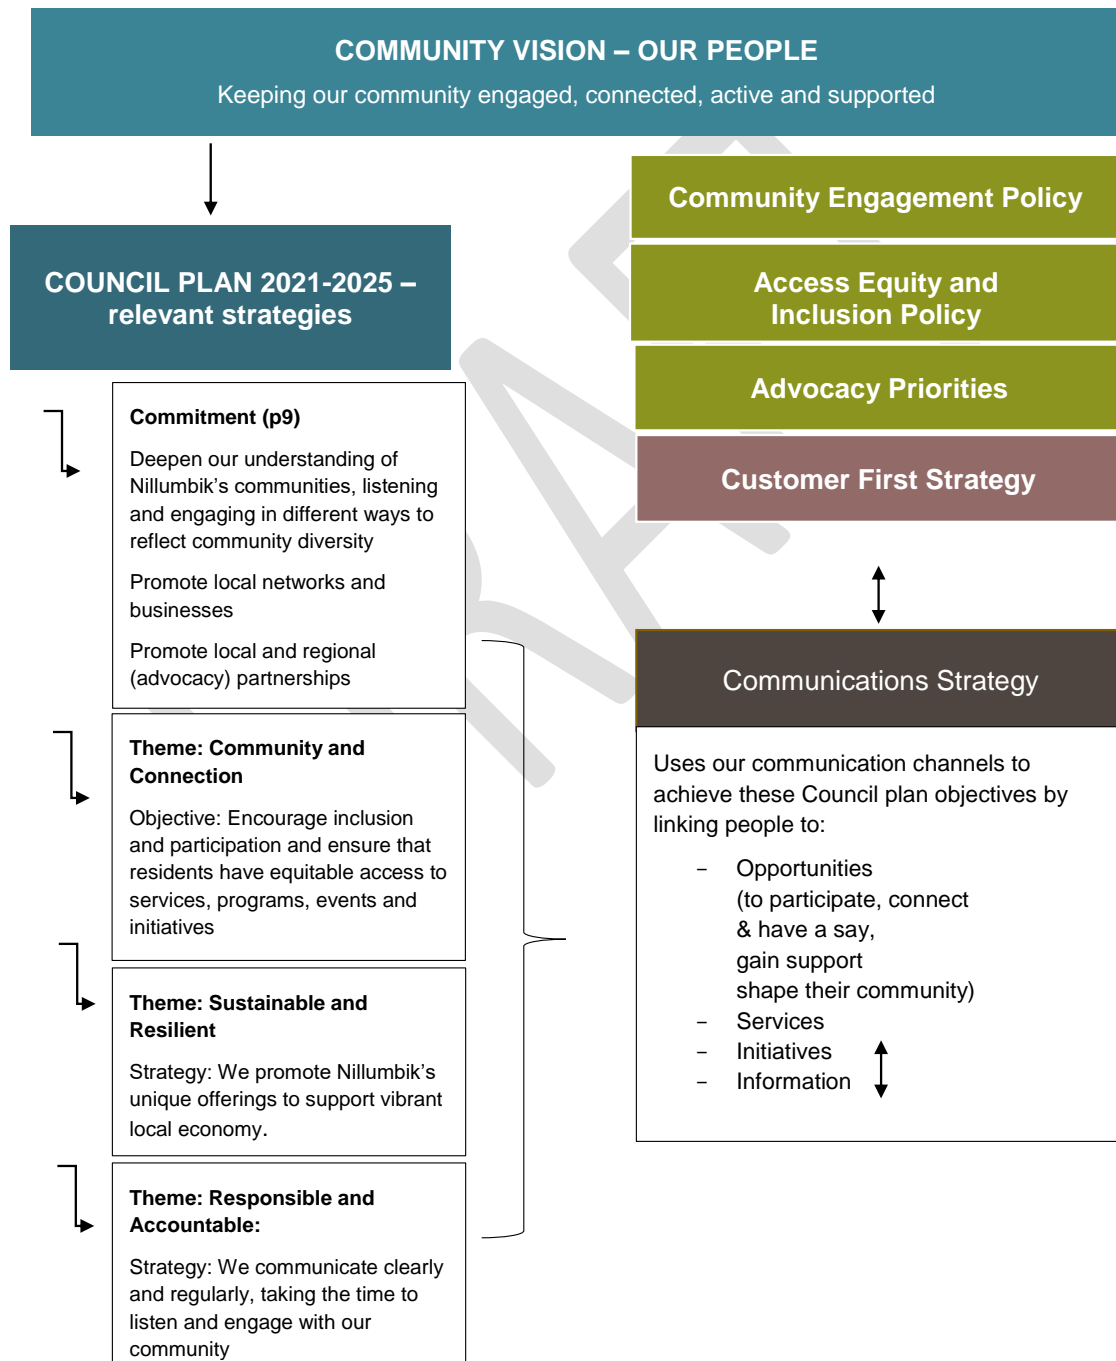 COMMUNITY VISION – OUR PEOPLE
Keeping our community engaged, connected, active and supported
COUNCIL PLAN 2021-2025 –
relevant strategies
Commitment (p9)
Deepen our understanding of
Nillumbik’s communities, listening
and engaging in different ways to
reflect community diversity
Promote local networks and
businesses
Promote local and regional
(advocacy) partnerships
Theme: Community and
Connection
Objective: Encourage inclusion
and participation and ensure that
residents have equitable access to
services, programs, events and
initiatives
Theme: Sustainable and
Resilient
Strategy: We promote Nillumbik’s
unique offerings to support vibrant
local economy.
Theme: Responsible and
Accountable:
Strategy: We communicate clearly
and regularly, taking the time to
listen and engage with our
community
Community Engagement Policy
Access Equity and
Inclusion Policy
Advocacy Priorities
Customer First Strategy
Communications Strategy
Uses our communication channels to
achieve these Council plan objectives by
linking people to:
– Opportunities
(to participate, connect
& have a say,
gain support
shape their community)
– Services
– Initiatives
– Information
DRAFT